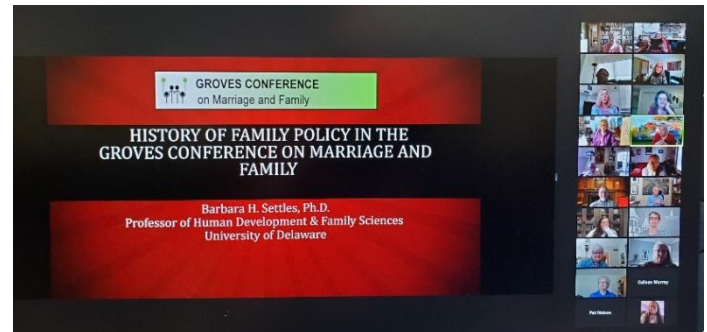 GROVES CONFERENCE
on Marriage and Family
HISTORY OF FAMILY POLICY IN THE
GROVES CONFERENCE ON MARRIAGE AND
FAMILY
Barbara H. Settles, Ph.D.
Professor of Human Development & Family Sciences
University of Delaware
Colleen Murray
Pat Nelson